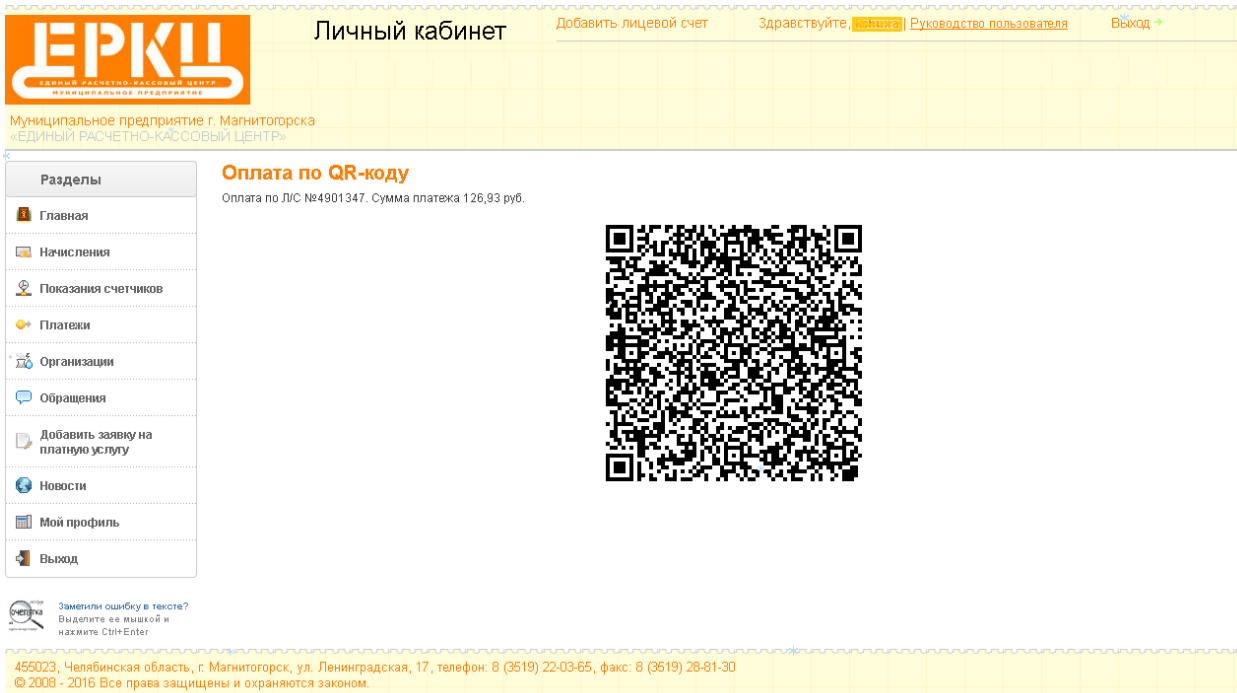 ЕРКЦ
ЕДИНЫЙ РАСЧЕТНО-КАССОВЫЙ ЦЕНТР
МУНИЦИПАЛЬНОЕ ПРЕДПРИЯТИЕ
Личный кабинет
Добавить лицевой счет
Здравствуйте, | Руководство пользователя
Выход
Муниципальное предприятие г. Магнитогорска
«ЕДИНЫЙ РАСЧЕТНО-КАССОВЫЙ ЦЕНТР»
Разделы
Главная
Начисления
Показания счетчиков
Платежи
Организации
Обращения
Добавить заявку на
платную услугу
Новости
Мой профиль
Выход
Оплата по QR-коду
Оплата по Л/С №4901347. Сумма платежа 126,93 руб.
очепятка
Заметили ошибку в тексте?
Выделите ее мышкой и
нажмите Ctrl+Enter
455023, Челябинская область, г. Магнитогорск, ул. Ленинградская, 17, телефон: 8 (3519) 22-03-65, факс: 8 (3519) 28-81-30
© 2008 - 2016 Все права защищены и охраняются законом.